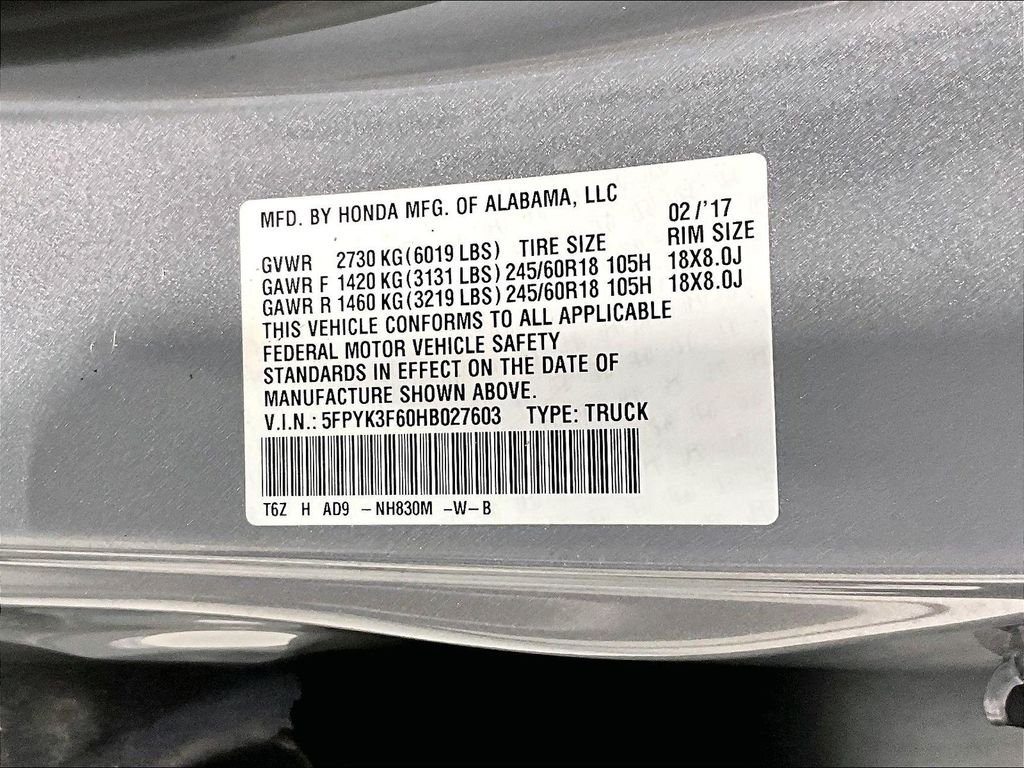 MFD. BY HONDA MFG. OF ALABAMA, LLC 02/'17
GVWR 2730 KG(6019 LBS) TIRE SIZE RIM SIZE
GAWR F 1420 KG(3131 LBS) 245/60R18 105H 18X8.0J
GAWR R 1460 KG(3219 LBS) 245/60R18 105H 18X8.0J
THIS VEHICLE CONFORMS TO ALL APPLICABLE
FEDERAL MOTOR VEHICLE SAFETY
STANDARDS IN EFFECT ON THE DATE OF
MANUFACTURE SHOWN ABOVE.
V.I.N.: 5FPYK3F60HB027603 TYPE: TRUCK
T6Z H AD9 -NH830M -W-B